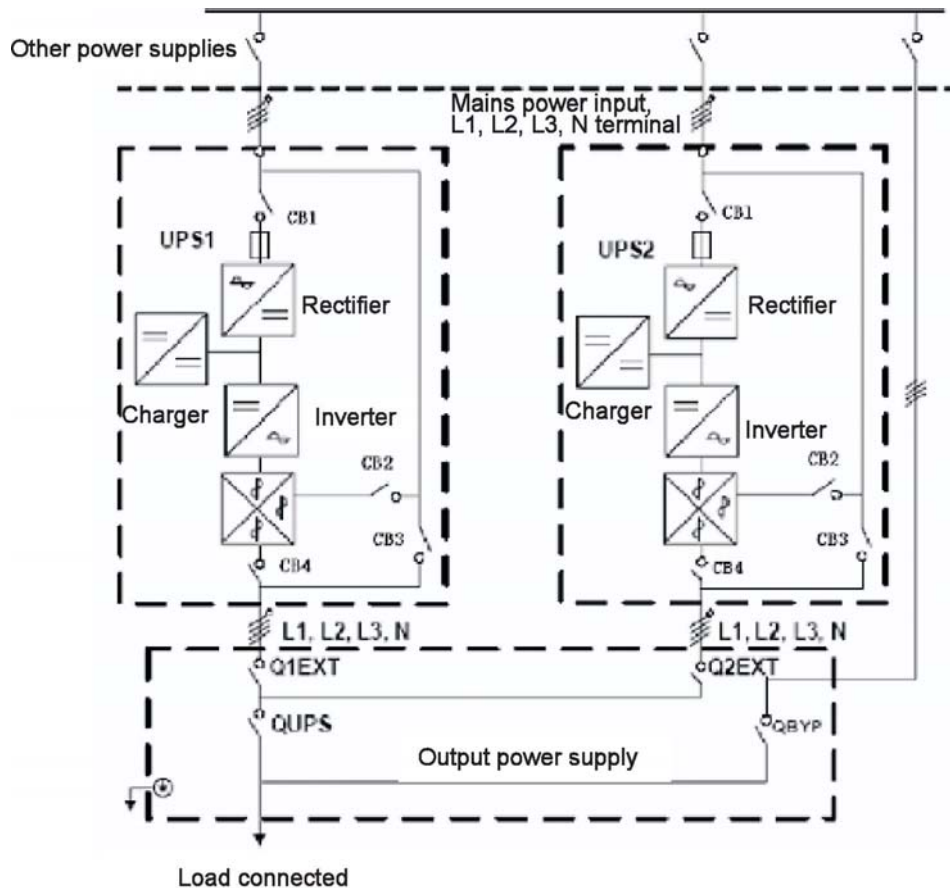 Other power supplies
Mains power input,
L1, L2, L3, N terminal
CB1
CB1
UPS1
UPS2
Rectifier
Rectifier
Charger
Inverter
Charger
Inverter
CB2
CB2
CB3
CB3
CB4
CB4
L1, L2, L3, N
L1, L2, L3, N
Q1EXT
Q2EXT
QUPS
QBYP
Output power supply
Load connected